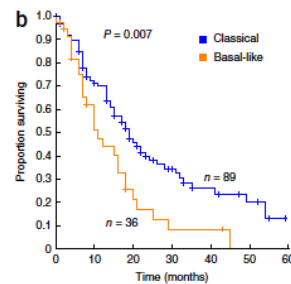 b
P = 0.007
Classical
Basal-like
Proportion surviving
1.0
0.9
0.8
0.7
0.6
0.5
0.4
0.3
0.2
0.1
0
n = 89
n = 36
0 10 20 30 40 50 60
Time (months)